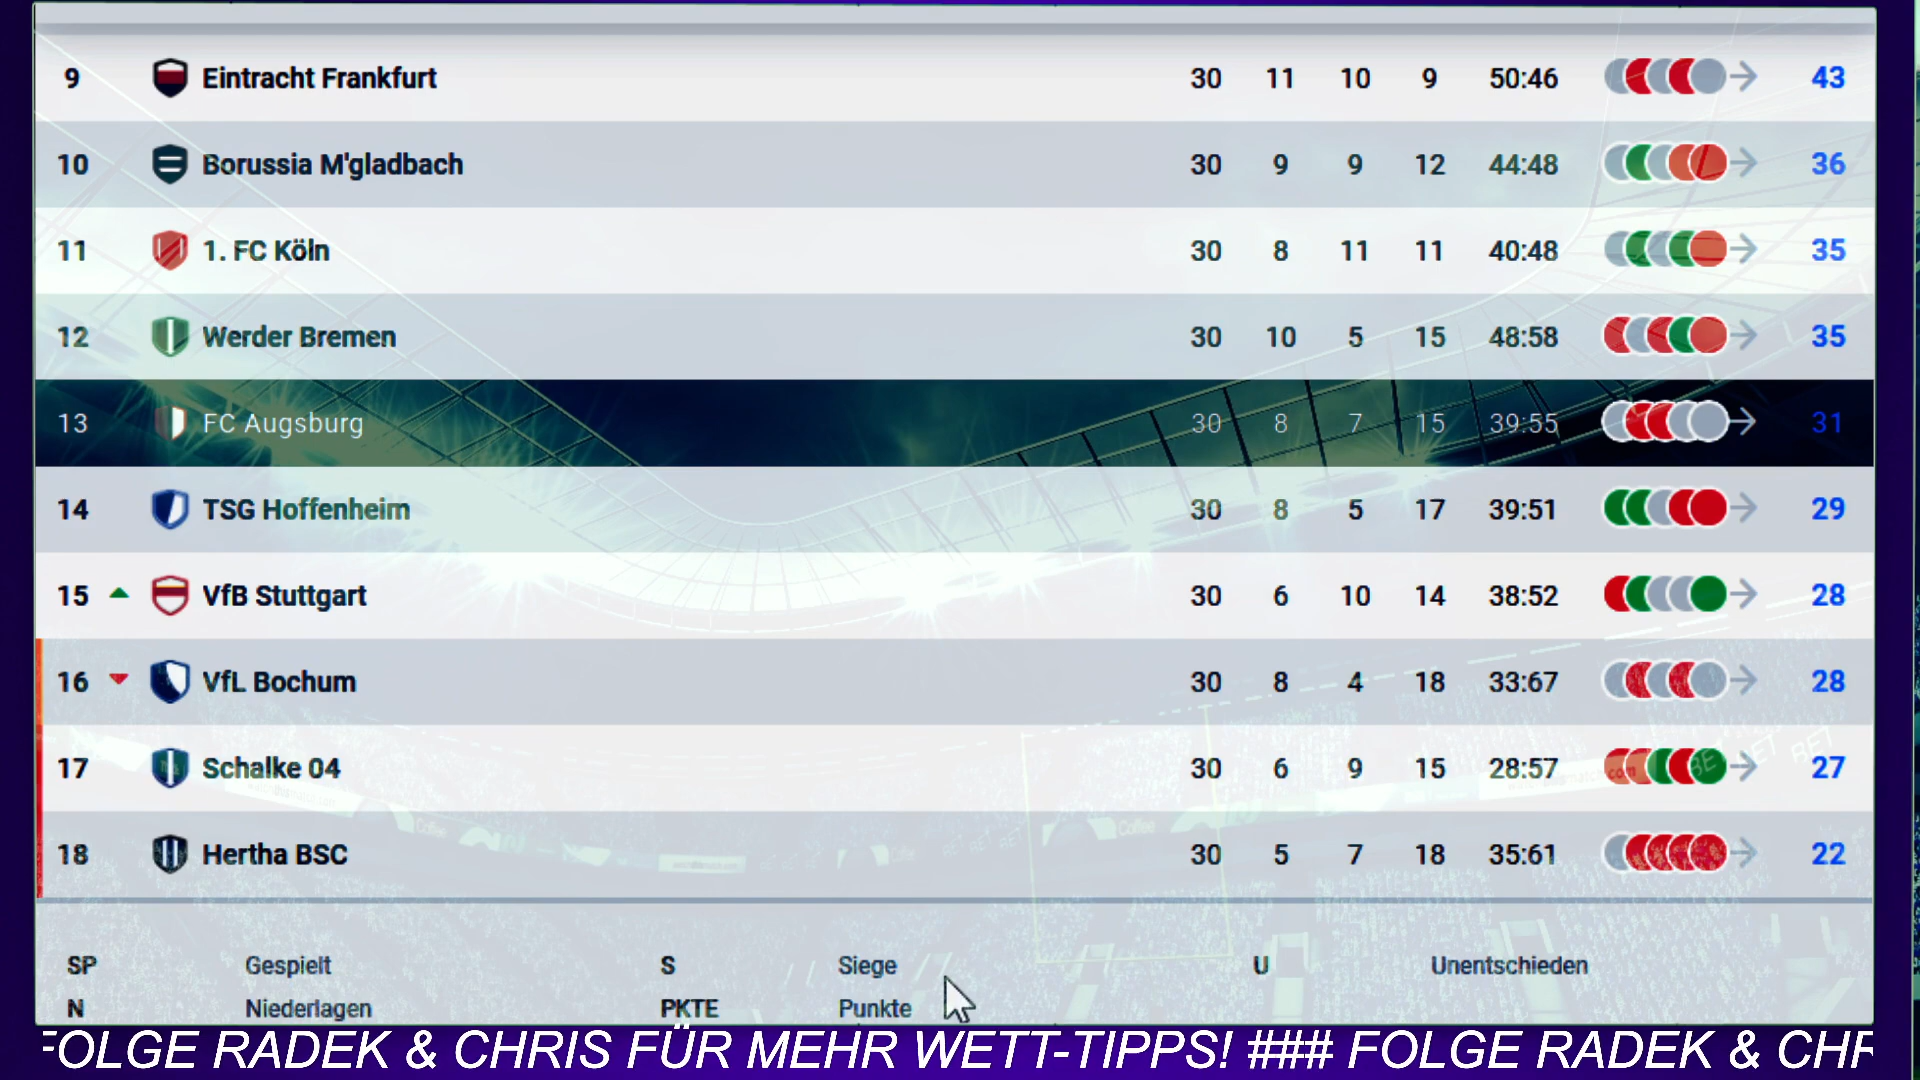 9 Eintracht Frankfurt 30 11 10 9 50:46 43
10 Borussia M'gladbach 30 9 9 12 44:48 36
11 1. FC Köln 30 8 11 11 40:48 35
12 Werder Bremen 30 10 5 15 48:58 35
13 FC Augsburg 30 8 7 15 39:55 31
14 TSG Hoffenheim 30 8 5 17 39:51 29
15 VfB Stuttgart 30 6 10 14 38:52 28
16 VfL Bochum 30 8 4 18 33:67 28
17 Schalke 04 30 6 9 15 28:57 27
18 Hertha BSC 30 5 7 18 35:61 22
SP Gespielt S Siege U Unentschieden
N Niederlagen PKTE Punkte
FOLGE RADEK & CHRIS FÜR MEHR WETT-TIPPS! ### FOLGE RADEK & CHR